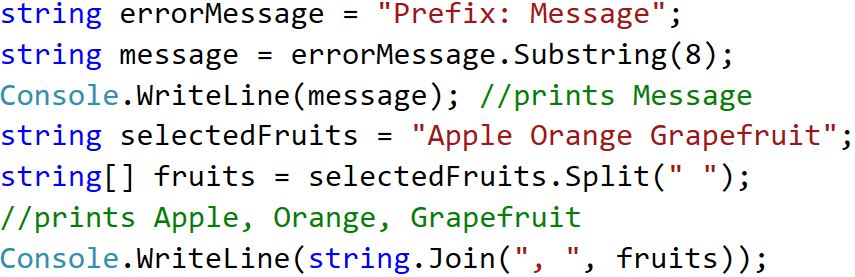 string errorMessage = "Prefix: Message";
string message = errorMessage.Substring(8);
Console.WriteLine(message); //prints Message
string selectedFruits = "Apple Orange Grapefruit";
string[] fruits = selectedFruits.Split(" ");
//prints Apple, Orange, Grapefruit
Console.WriteLine(string.Join(", ", fruits));